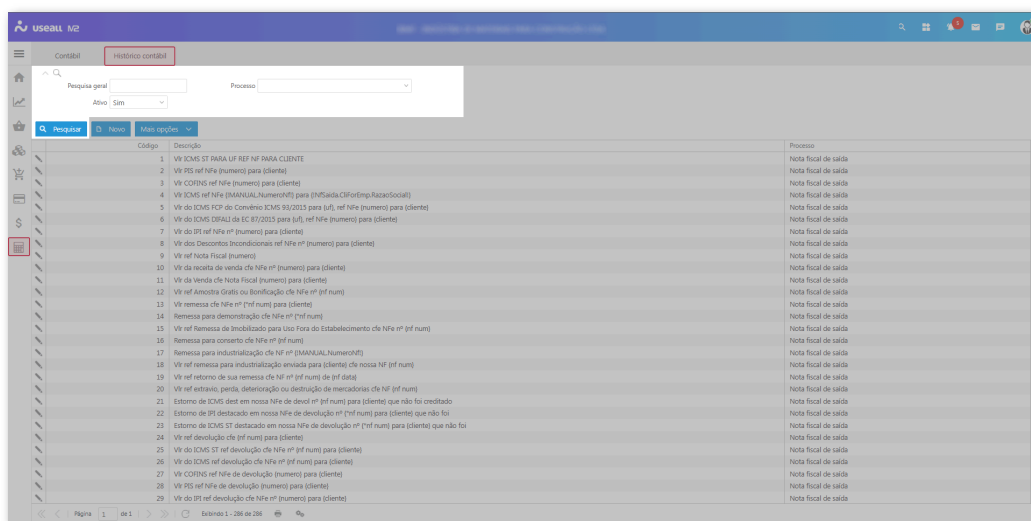 useall M2
3
Contábil Histórico contábil
Pesquisa geral Processo
Ativo Sim
Pesquisar Novo Mais opções
Código Descrição Processo
1 Vlr ICMS ST PARA UF REF NF PARA CLIENTE Nota fiscal de saída
2 Vlr PIS ref NFe (numero) para (cliente) Nota fiscal de saída
3 Vlr COFINS ref NFe (numero) para (cliente) Nota fiscal de saída
4 Vlr ICMS ref NFe (IMANUAL.NumeroNf!) para (!NfSaida.CliForEmp.RazaoSocial!) Nota fiscal de saída
5 Vlr do ICMS FCP do Convênio ICMS 93/2015 para (uf), ref NFe (numero) para (cliente) Nota fiscal de saída
6 Vlr do ICMS DIFALI da EC 87/2015 para (uf), ref NFe (numero) para (cliente) Nota fiscal de saída
7 Vlr do IPI ref NFe nº (numero) para (cliente) Nota fiscal de saída
8 Vlr dos Descontos Incondicionais ref NFe nº (numero) para (cliente) Nota fiscal de saída
9 Vlr ref Nota Fiscal (numero) Nota fiscal de saída
10 Vlr da receita de venda cfe NFe nº (numero) para (cliente) Nota fiscal de saída
11 Vlr da Venda cfe Nota Fiscal (numero) para (cliente) Nota fiscal de saída
12 Vlr ref Amostra Gratis ou Bonificação cfe NFe nº (nf num) Nota fiscal de saída
13 Vlr remessa cfe NFe nº (*nf num) para (cliente) Nota fiscal de saída
14 Remessa para demonstração cfe NFe nº (*nf num) Nota fiscal de saída
15 Vlr ref Remessa de Imobilizado para Uso Fora do Estabelecimento cfe NFe nº (nf num) Nota fiscal de saída
16 Remessa para conserto cfe NFe nº (nf num) Nota fiscal de saída
17 Remessa para industrialização cfe NF nº (IMANUAL.NumeroNf!) Nota fiscal de saída
18 Vlr ref remessa para industrialização enviada para (cliente) cfe nossa NF (nf num) Nota fiscal de saída
19 Vlr ref retorno de sua remessa cfe NF nº (nf num) de (nf data) Nota fiscal de saída
20 Vlr ref extravio, perda, deterioração ou destruição de mercadorias cfe NF (nf num) Nota fiscal de saída
21 Estorno de ICMS dest em nossa NFe de devol nº (nf num) para (cliente) que não foi creditado Nota fiscal de saída
22 Estorno de IPI destacado em nossa NFe de devolução nº (*nf num) para (cliente) que não foi Nota fiscal de saída
23 Estorno de ICMS ST destacado em nossa NFe de devolução nº (*nf num) para (cliente) que não foi Nota fiscal de saída
24 Vlr ref devolução cfe (nf num) para (cliente) Nota fiscal de saída
25 Vlr do ICMS ST ref devolução cfe NFe nº (nf num) para (cliente) Nota fiscal de saída
26 Vlr do ICMS ref devolução cfe NFe nº (nf num) para (cliente) Nota fiscal de saída
27 Vlr COFINS ref NFe de devolução (numero) para (cliente) Nota fiscal de saída
28 Vlr PIS ref NFe de devolução (numero) para (cliente) Nota fiscal de saída
29 Vlr do IPI ref devolução cfe NFe nº (numero) para (cliente) Nota fiscal de saída
Página 1 de 1 Exibindo 1 - 286 de 286